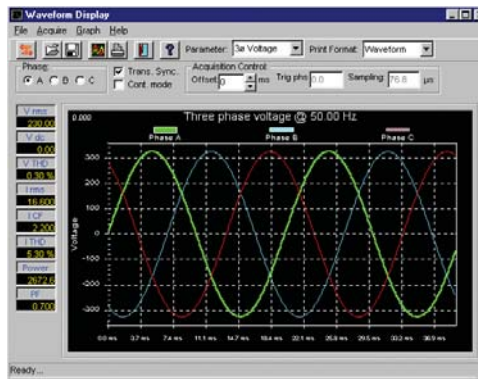 Waveform Display
File Acquire Graph Help
Parameter: 3ø Voltage Print Format: Waveform
Phase:
A B C
Trans. Sync.
Cont. mode
Acquisition Control:
Offset: 0 ms Trig phs 0.0 Sampling: 76.8 µs
V rms
230.00
V dc
0.00
V THD
0.30 %
I rms
16.600
I CF
2.200
I THD
5.30 %
Power
2672.6
PF
0.700
0.000
Three phase voltage @ 50.00 Hz
Phase A Phase B Phase C
Voltage
300
200
100
0
-100
-200
-300
0.0 ms 3.7 ms 7.4 ms 11.1 ms 14.7 ms 18.4 ms 22.1 ms 25.8 ms 29.5 ms 33.2 ms 36.9 ms
Ready...